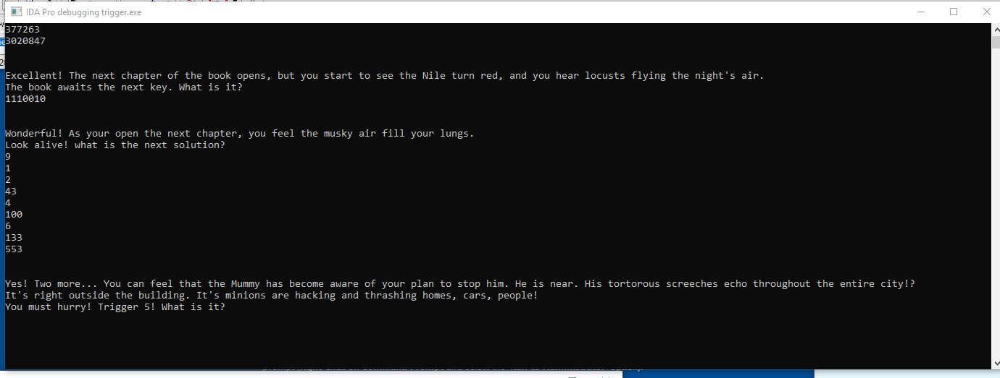 IDA Pro debugging trigger.exe
377263
3020847
Excellent! The next chapter of the book opens, but you start to see the Nile turn red, and you hear locusts flying the night's air.
The book awaits the next key. What is it?
1110010
Wonderful! As your open the next chapter, you feel the musky air fill your lungs.
Look alive! what is the next solution?
9
1
2
43
4
100
6
133
553
Yes! Two more... You can feel that the Mummy has become aware of your plan to stop him. He is near. His tortorous screeches echo throughout the entire city!?
It's right outside the building. It's minions are hacking and thrashing homes, cars, people!
You must hurry! Trigger 5! What is it?